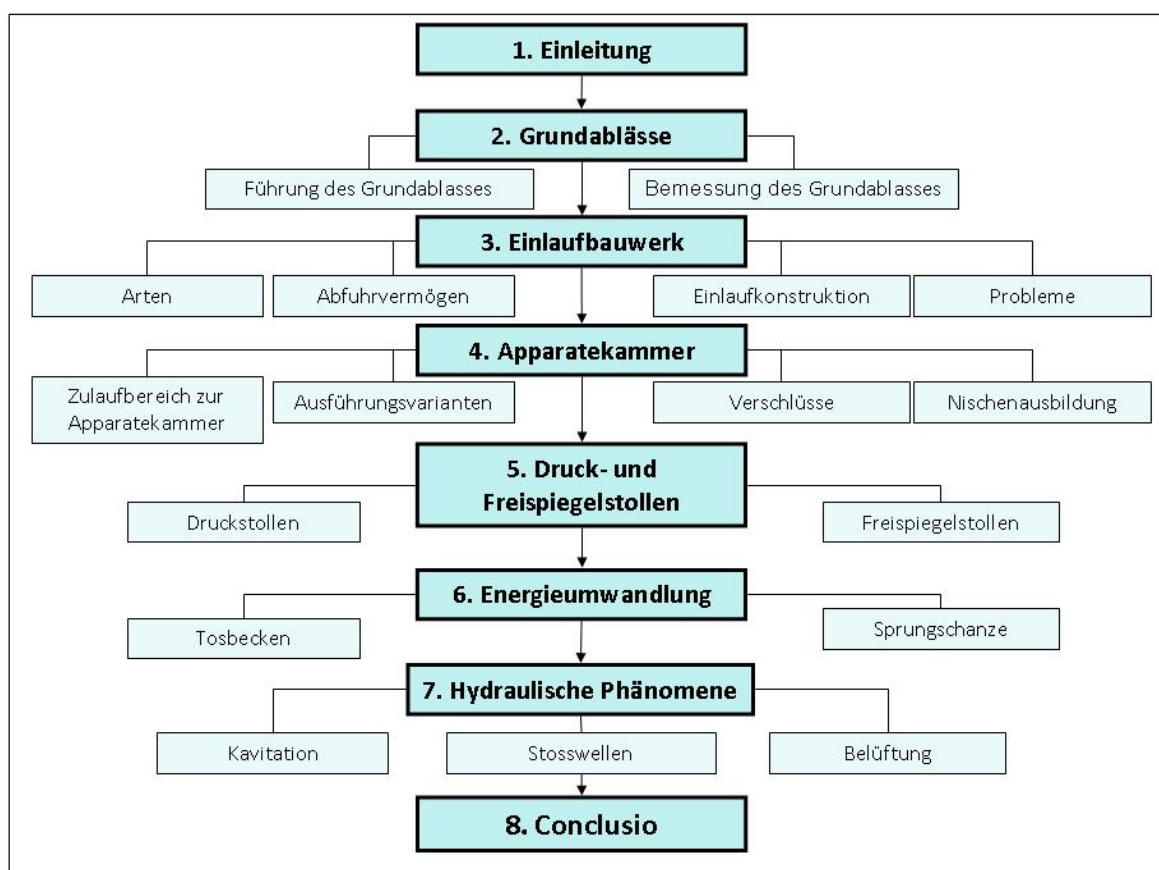 1. Einleitung
2. Grundablässe
Führung des Grundablasses
Bemessung des Grundablasses
3. Einlaufbauwerk
Arten
Abfuhrvermögen
Einlaufkonstruktion
Probleme
4. Apparatekammer
Zulaufbereich zur
Apparatekammer
Ausführungsvarianten
Verschlüsse
Nischenausbildung
5. Druck- und
Freispiegelstollen
Druckstollen
Freispiegelstollen
6. Energieumwandlung
Tosbecken
Sprungschanze
7. Hydraulische Phänomene
Kavitation
Stosswellen
Belüftung
8. Conclusio